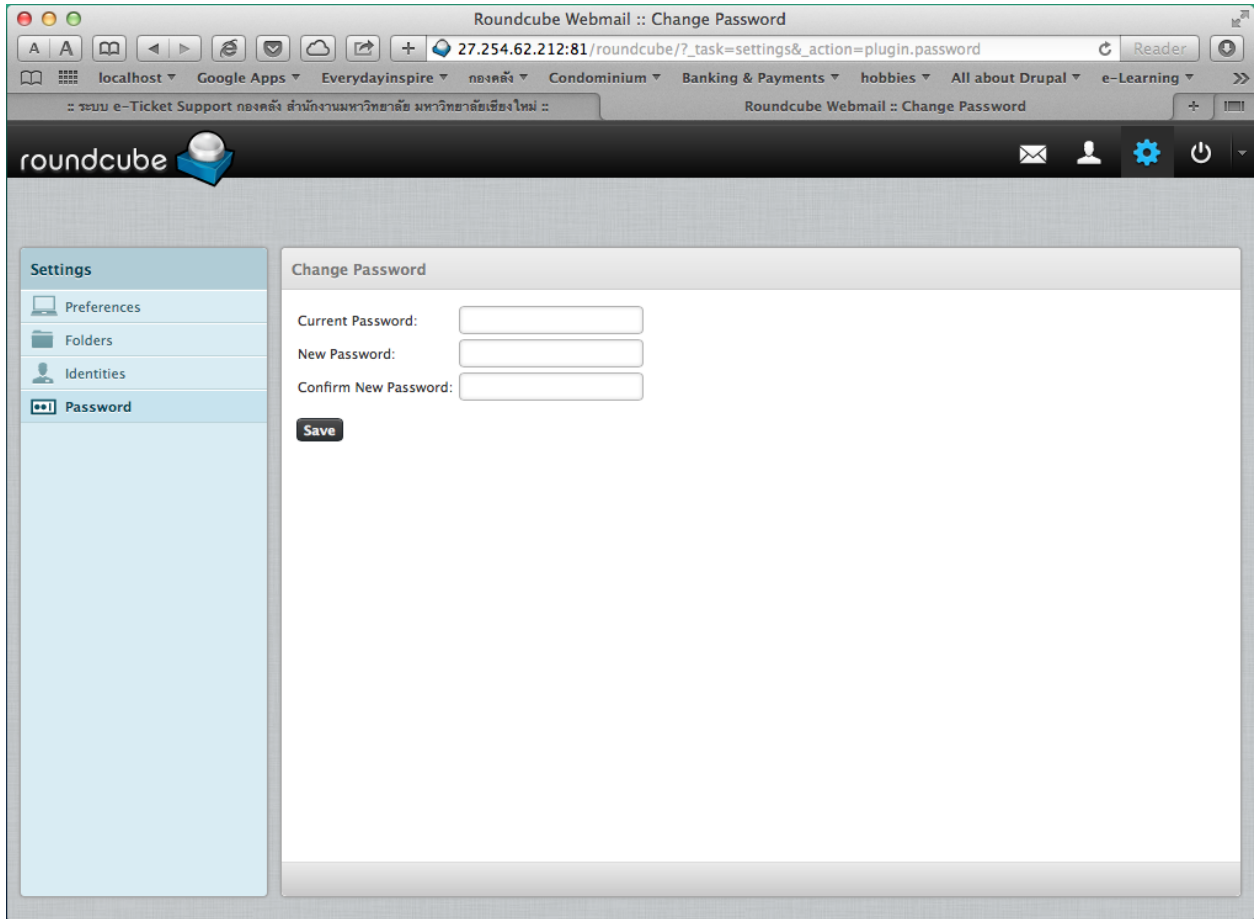 Roundcube Webmail :: Change Password
A A 27.254.62.212:81/roundcube/?_task=settings&_action=plugin.password Reader
localhost Google Apps Everydayinspire กองคลัง Condominium Banking & Payments hobbies All about Drupal e-Learning
:: ระบบ e-Ticket Support กองคลัง สำนักงานมหาวิทยาลัย มหาวิทยาลัยเชียงใหม่ :: Roundcube Webmail :: Change Password
roundcube
Settings
Preferences
Folders
Identities
Password
Change Password
Current Password:
New Password:
Confirm New Password:
Save